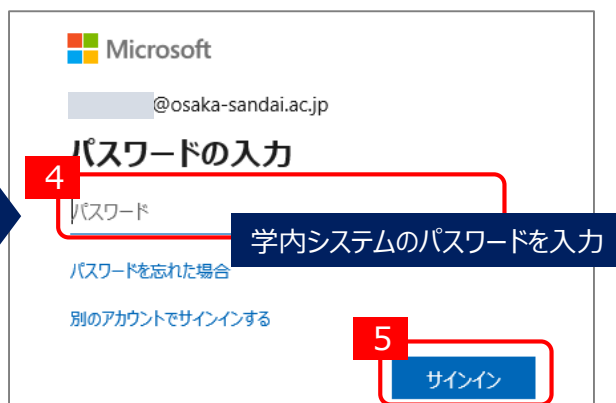 Microsoft
@osaka-sandai.ac.jp
パスワードの入力
4
パスワード
学内システムのパスワードを入力
パスワードを忘れた場合
別のアカウントでサインインする
5
サインイン